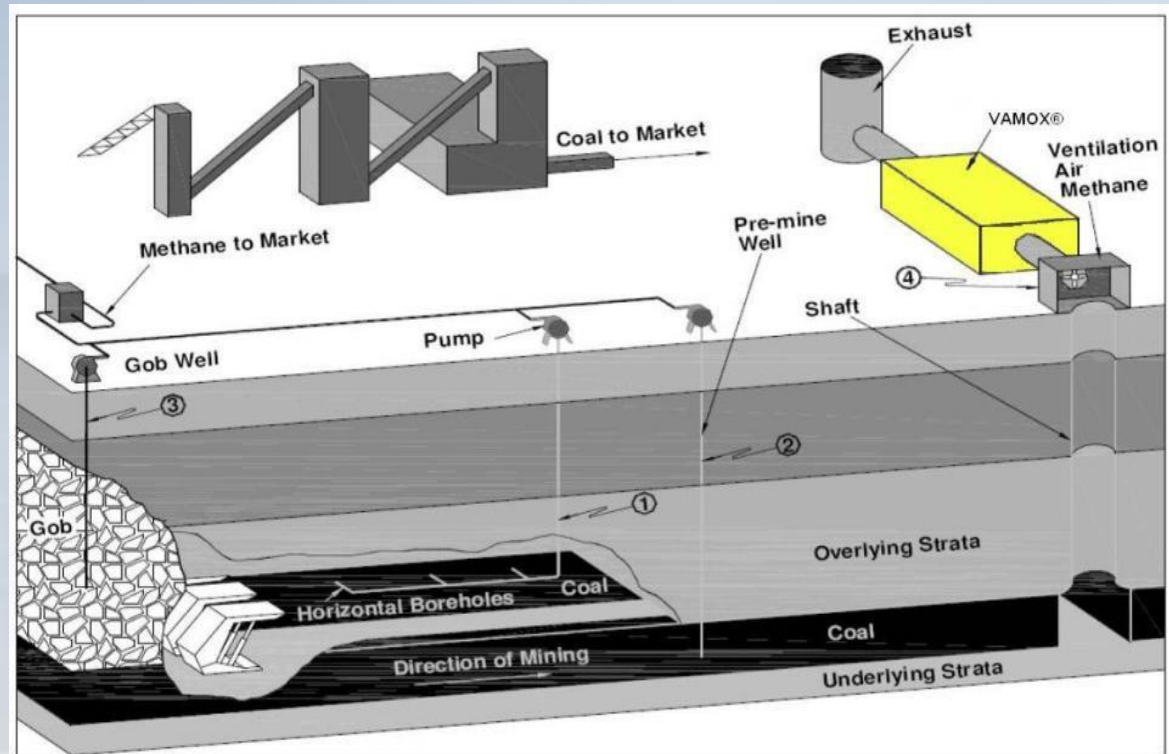 Exhaust
VAMOX®
Coal to Market
Ventilation
Air
Methane
Pre-mine
Well
Methane to Market
4
Shaft
Pump
Gob Well
3
2
1
Gob
Overlying Strata
Horizontal Boreholes
Coal
Coal
Direction of Mining
Underlying Strata